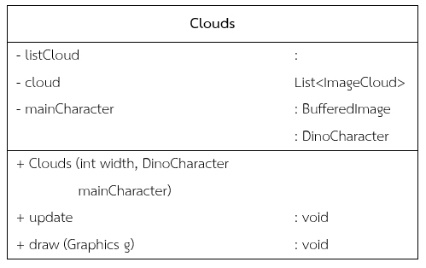 Clouds
- listCloud :
- cloud List<ImageCloud>
- mainCharacter : BufferedImage
: DinoCharacter
+ Clouds (int width, DinoCharacter
mainCharacter)
+ update : void
+ draw (Graphics g) : void